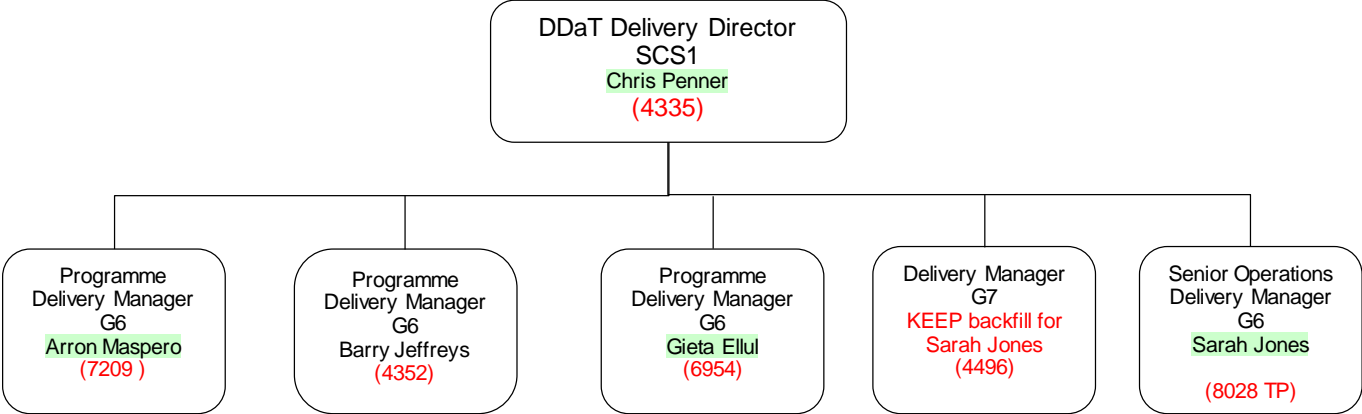 DDaT Delivery Director
SCS1
Chris Penner
(4335)
Programme
Delivery Manager
G6
Arron Maspero
(7209 )
Programme
Delivery Manager
G6
Barry Jeffreys
(4352)
Programme
Delivery Manager
G6
Gieta Ellul
(6954)
Delivery Manager
G7
KEEP backfill for
Sarah Jones
(4496)
Senior Operations
Delivery Manager
G6
Sarah Jones
(8028 TP)